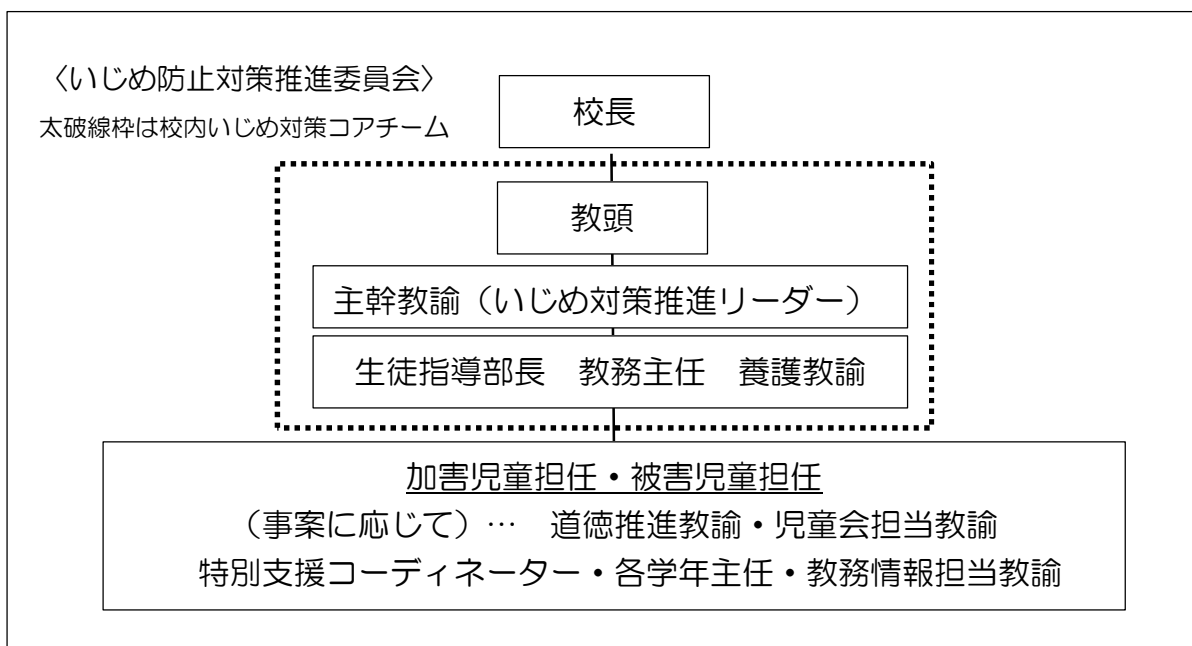 〈いじめ防止対策推進委員会〉
太破線枠は校内いじめ対策コアチーム
校長
教頭
主幹教諭（いじめ対策推進リーダー）
生徒指導部長　教務主任　養護教諭
加害児童担任・被害児童担任
（事案に応じて）…　道徳推進教諭・児童会担当教諭
特別支援コーディネーター・各学年主任・教務情報担当教諭